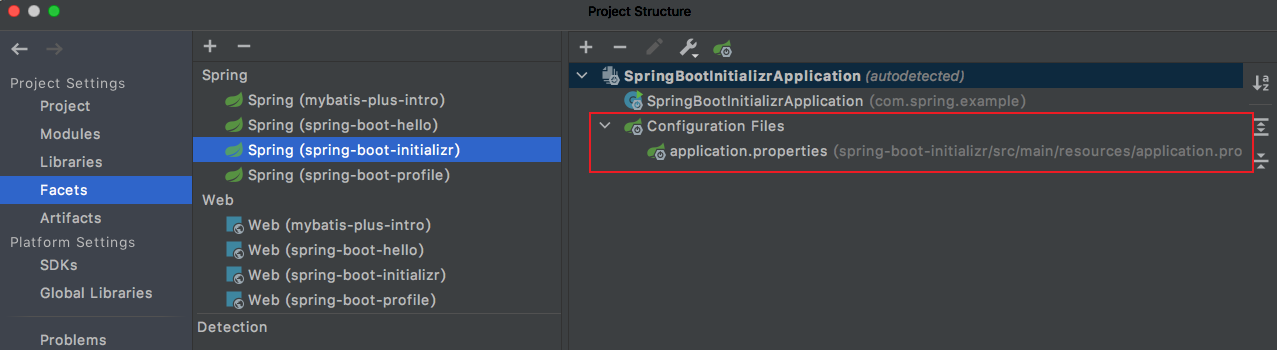 Project Structure
Project Settings
Project
Modules
Libraries
Facets
Artifacts
Platform Settings
SDKs
Global Libraries
Problems
Spring
Spring (mybatis-plus-intro)
Spring (spring-boot-hello)
Spring (spring-boot-initializr)
Spring (spring-boot-profile)
Web
Web (mybatis-plus-intro)
Web (spring-boot-hello)
Web (spring-boot-initializr)
Web (spring-boot-profile)
Detection
SpringBootInitializrApplication (autodetected)
SpringBootInitializrApplication (com.spring.example)
Configuration Files
application.properties (spring-boot-initializr/src/main/resources/application.pro